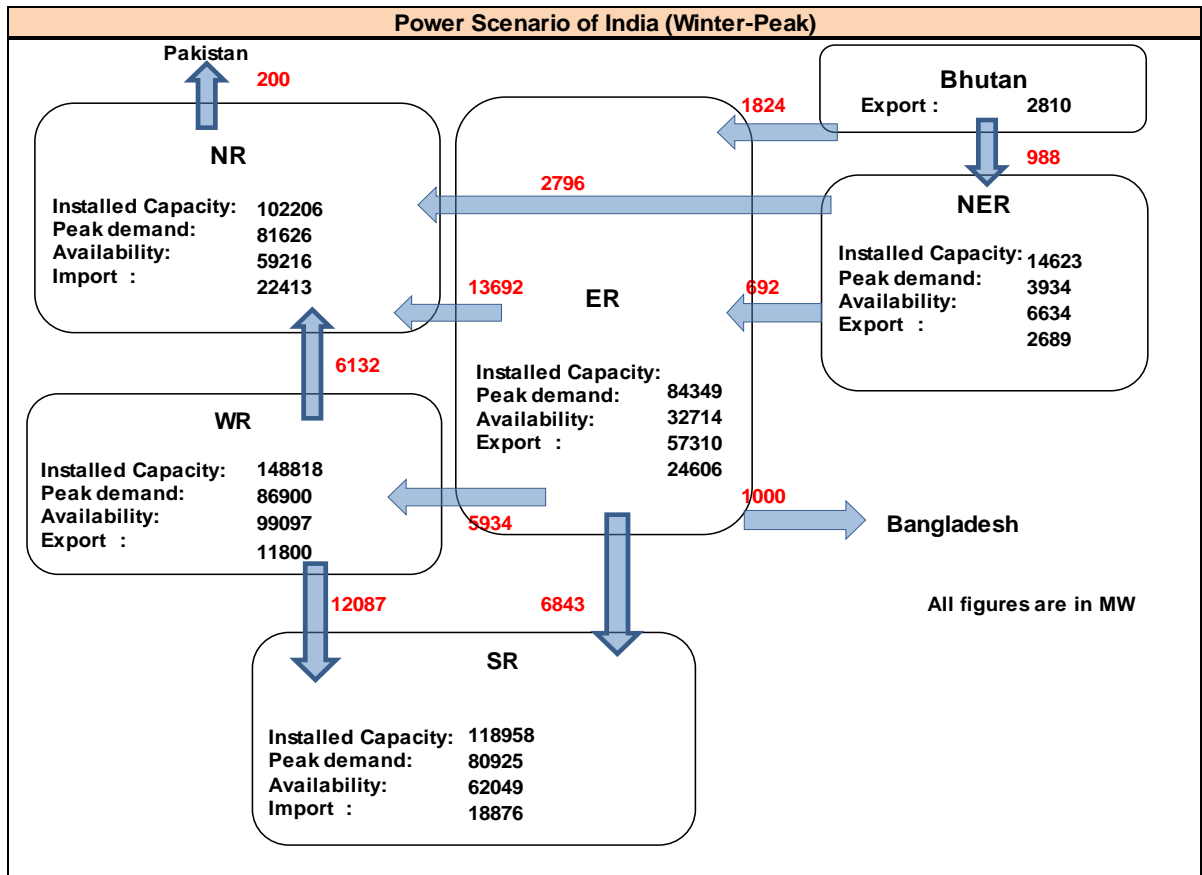 Power Scenario of India (Winter-Peak)
Pakistan
200
NR
Installed Capacity: 102206
Peak demand: 81626
Availability: 59216
Import : 22413
Bhutan
Export : 2810
1824
988
2796
NER
Installed Capacity: 14623
Peak demand: 3934
Availability: 6634
Export : 2689
13692
692
ER
Installed Capacity: 84349
Peak demand: 32714
Availability: 57310
Export : 24606
6132
WR
Installed Capacity: 148818
Peak demand: 86900
Availability: 99097
Export : 11800
5934
1000
Bangladesh
12087
6843
All figures are in MW
SR
Installed Capacity: 118958
Peak demand: 80925
Availability: 62049
Import : 18876